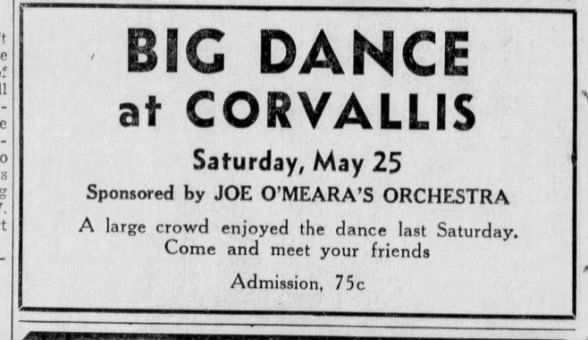 BIG DANCE
at CORVALLIS
Saturday, May 25
Sponsored by JOE O'MEARA'S ORCHESTRA
A large crowd enjoyed the dance last Saturday.
Come and meet your friends
Admission, 75c